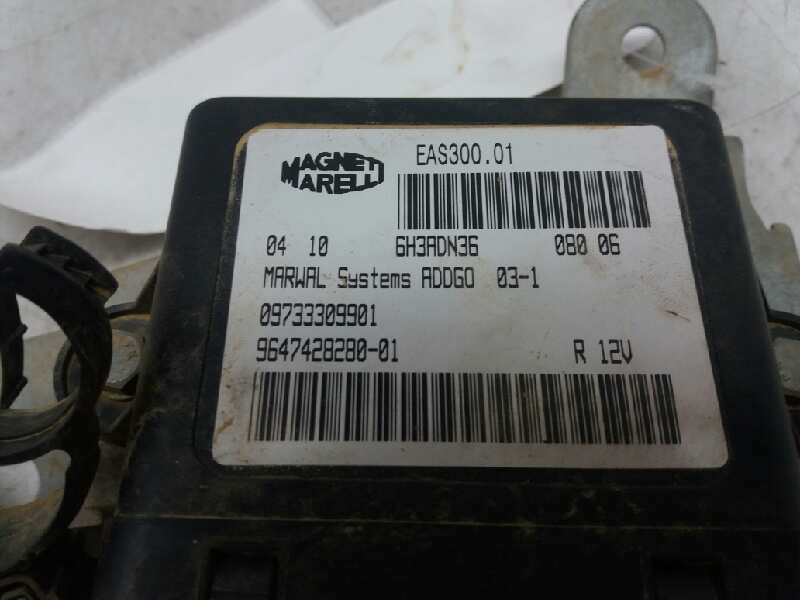 MAGNETI MARELLI
EAS300.01
04 10 6H3ADN36 080 06
MARWAL Systems ADDGO 03-1
09733309901
9647428280-01 R 12V